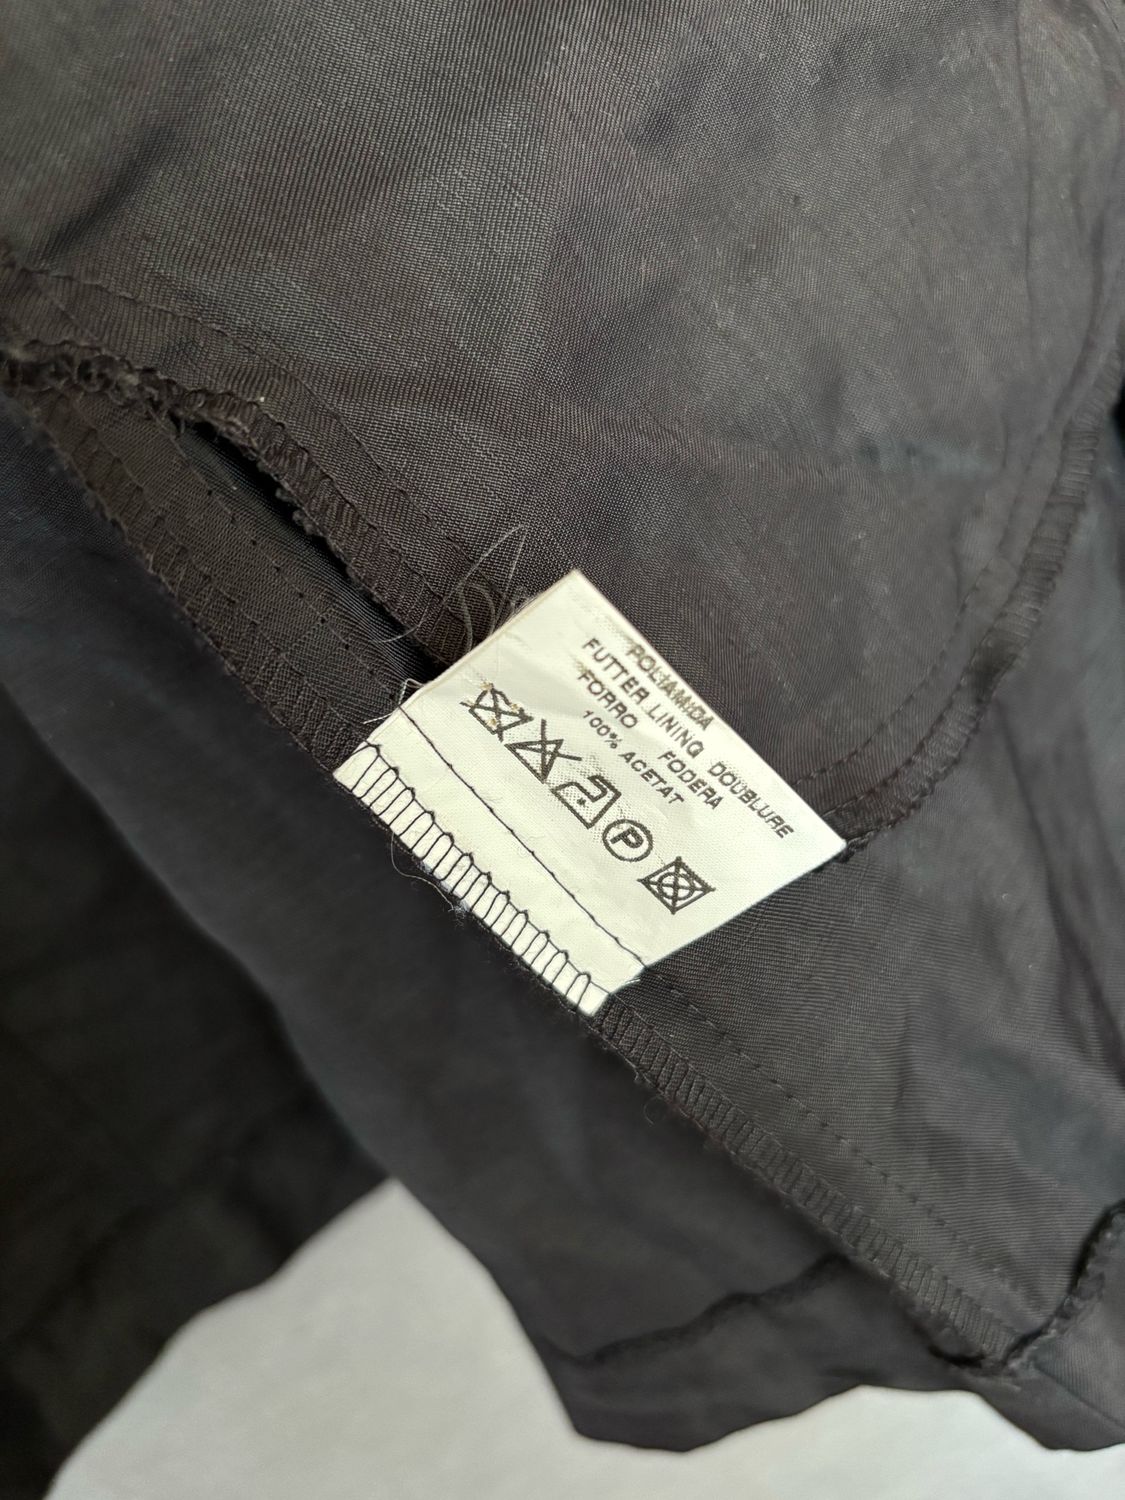 POLIAMIDA
FUTTER LINING DOUBLURE
FORRO FODERA
100% ACETAT
P